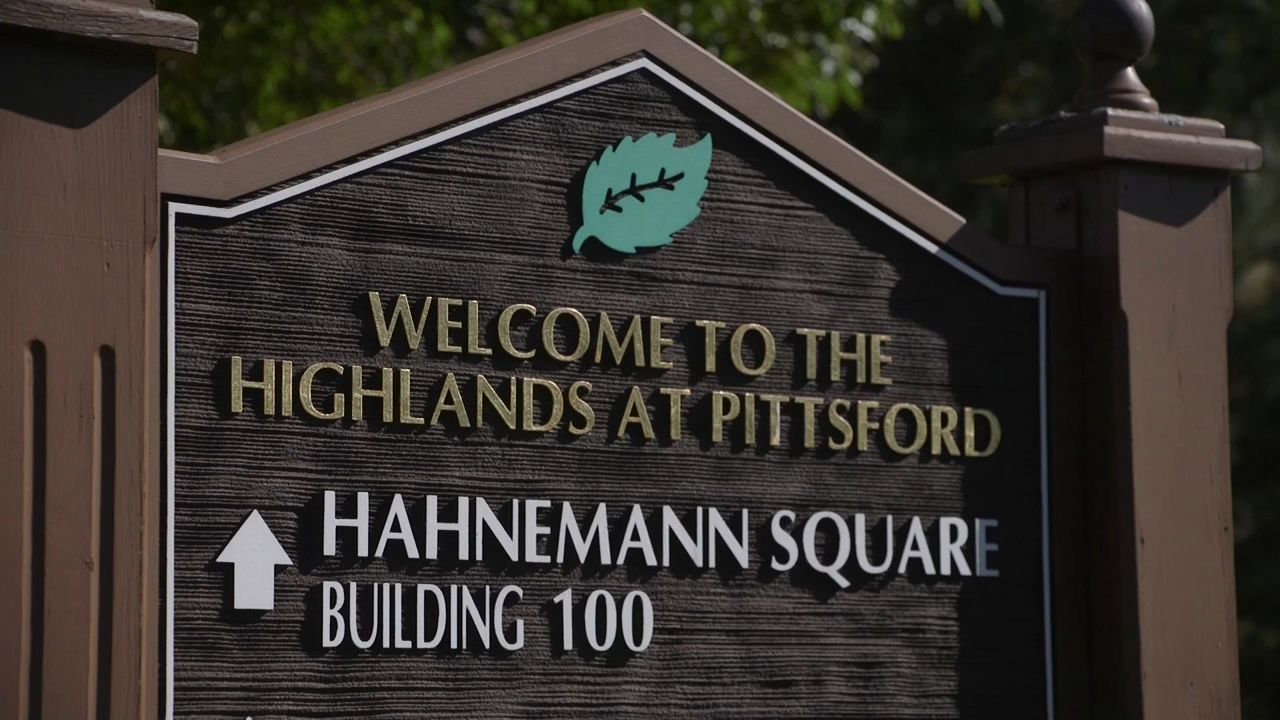 WELCOME TO THE
HIGHLANDS AT PITTSFORD
HAHNEMANN SQUARE
BUILDING 100